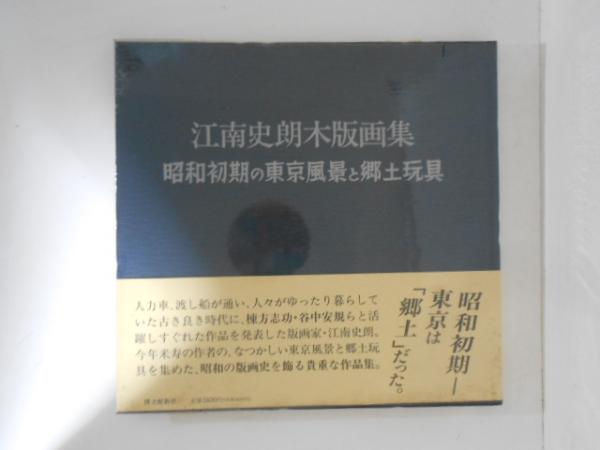 江南史朗木版画集
昭和初期の東京風景と郷土玩具
昭和初期―
東京は
「郷土」だった。
人力車、渡し船が通い、人々がゆったり暮らして
いた古き良き時代に、棟方志功・谷中安規らと活
躍しすぐれた作品を発表した版画家・江南史朗。
今年米寿の作者の、なつかしい東京風景と郷土玩
具を集めた、昭和の版画史を飾る貴重な作品集。